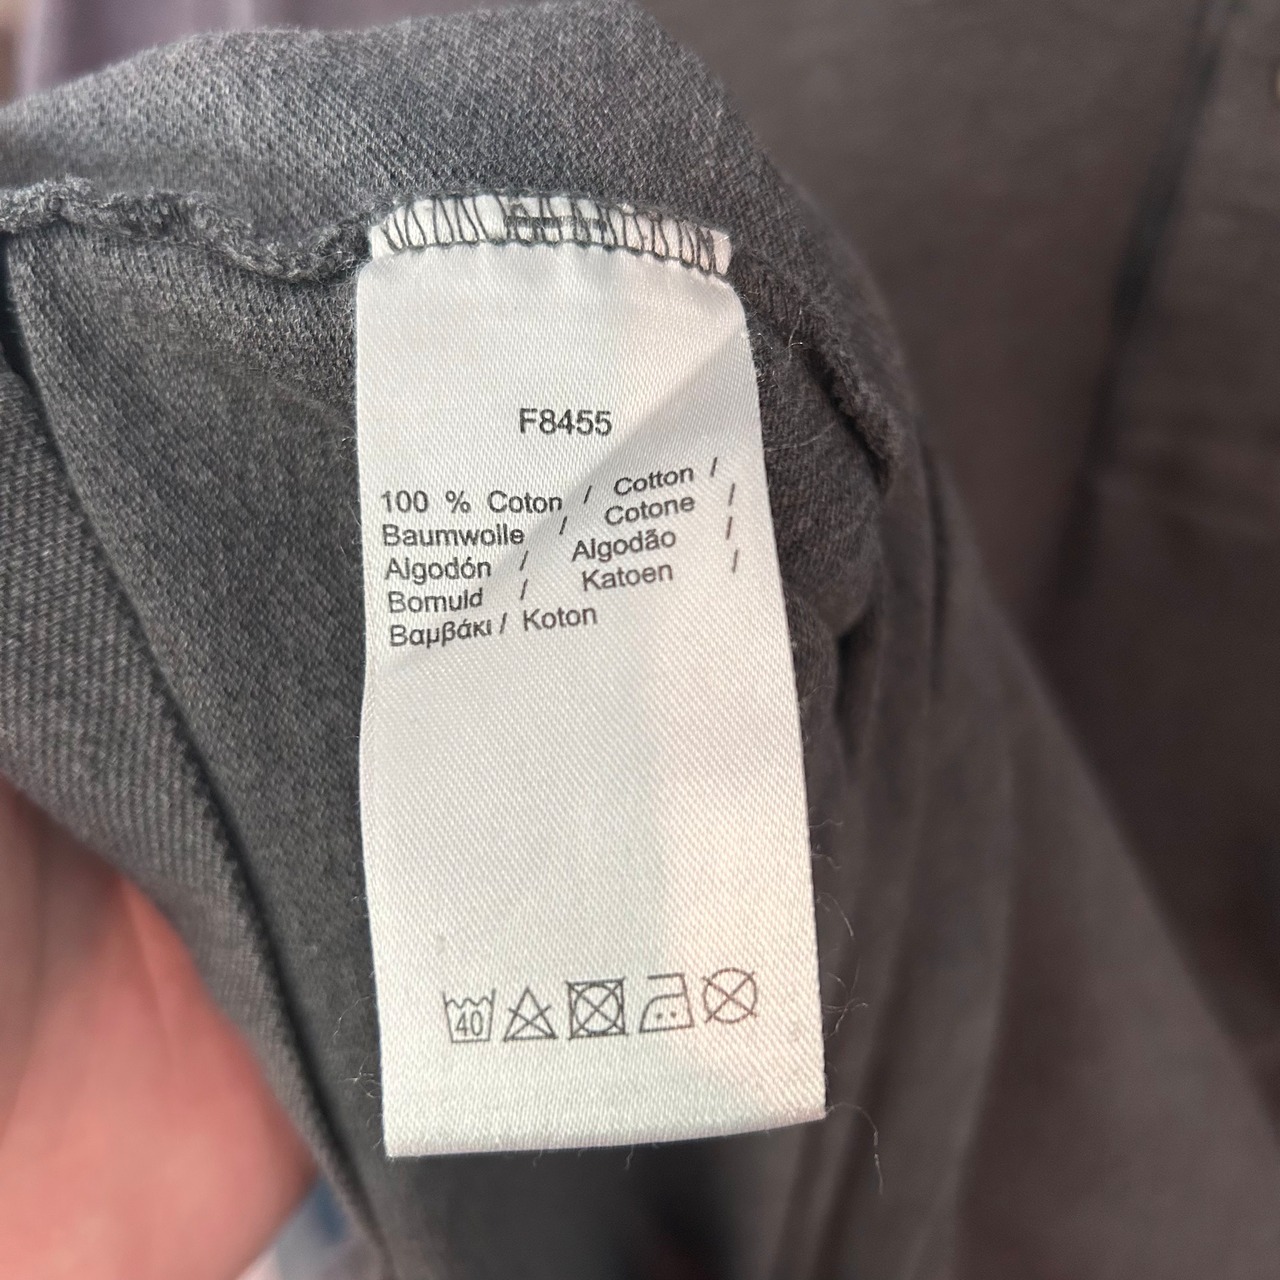 F8455
100 % Coton / Cotton /
Baumwolle / Cotone /
Algodón / Algodão /
Bomuld / Katoen /
Βαμβάκι / Koton
40